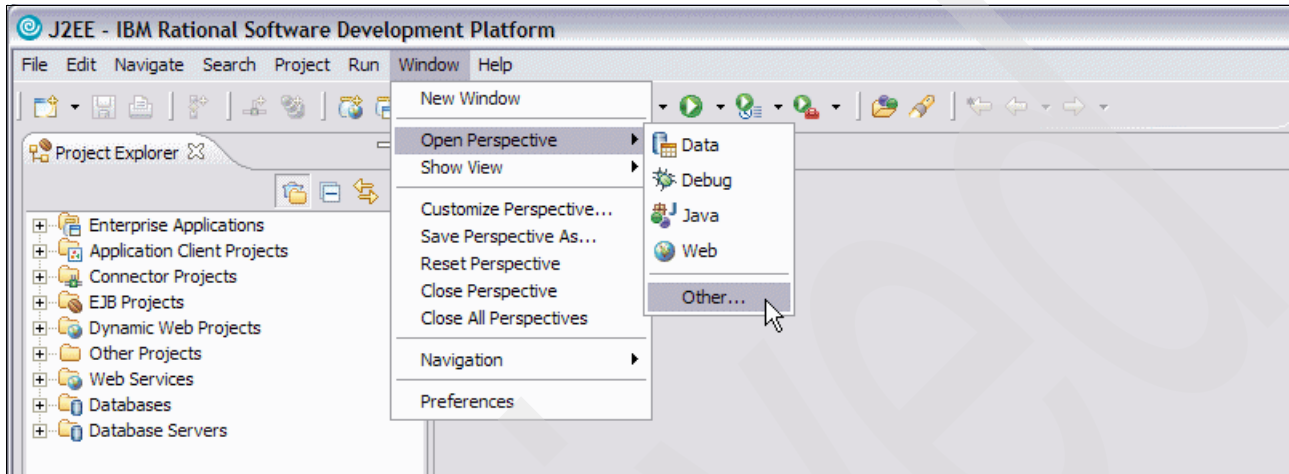 J2EE - IBM Rational Software Development Platform
File Edit Navigate Search Project Run Window Help
Project Explorer
Enterprise Applications
Application Client Projects
Connector Projects
EJB Projects
Dynamic Web Projects
Other Projects
Web Services
Databases
Database Servers
New Window
Open Perspective
Show View
Customize Perspective...
Save Perspective As...
Reset Perspective
Close Perspective
Close All Perspectives
Navigation
Preferences
Data
Debug
Java
Web
Other...